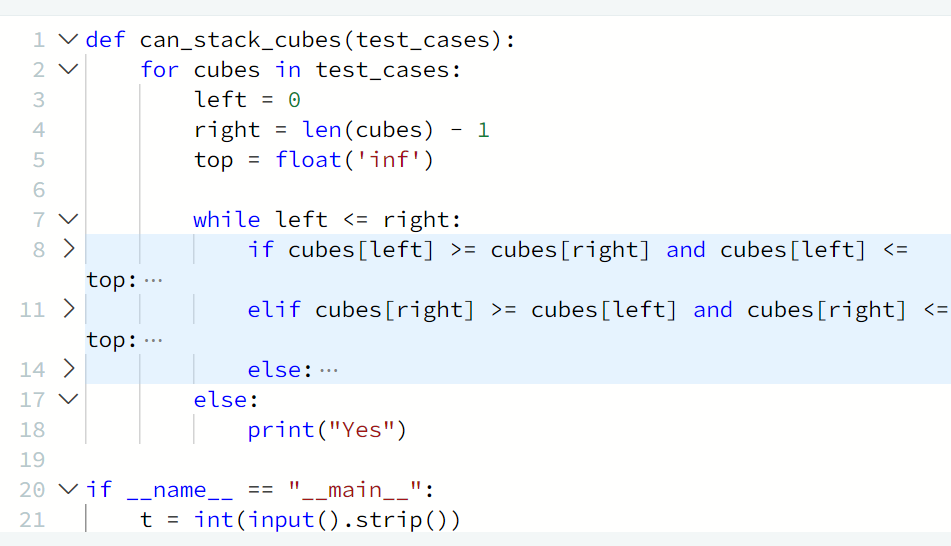 1 def can_stack_cubes(test_cases):
2 for cubes in test_cases:
3 left = 0
4 right = len(cubes) - 1
5 top = float('inf')
6
7 while left <= right:
8 if cubes[left] >= cubes[right] and cubes[left] <=
top:···
11 elif cubes[right] >= cubes[left] and cubes[right] <=
top:···
14 else:···
17 else:
18 print("Yes")
19
20 if __name__ == "__main__":
21 t = int(input().strip())